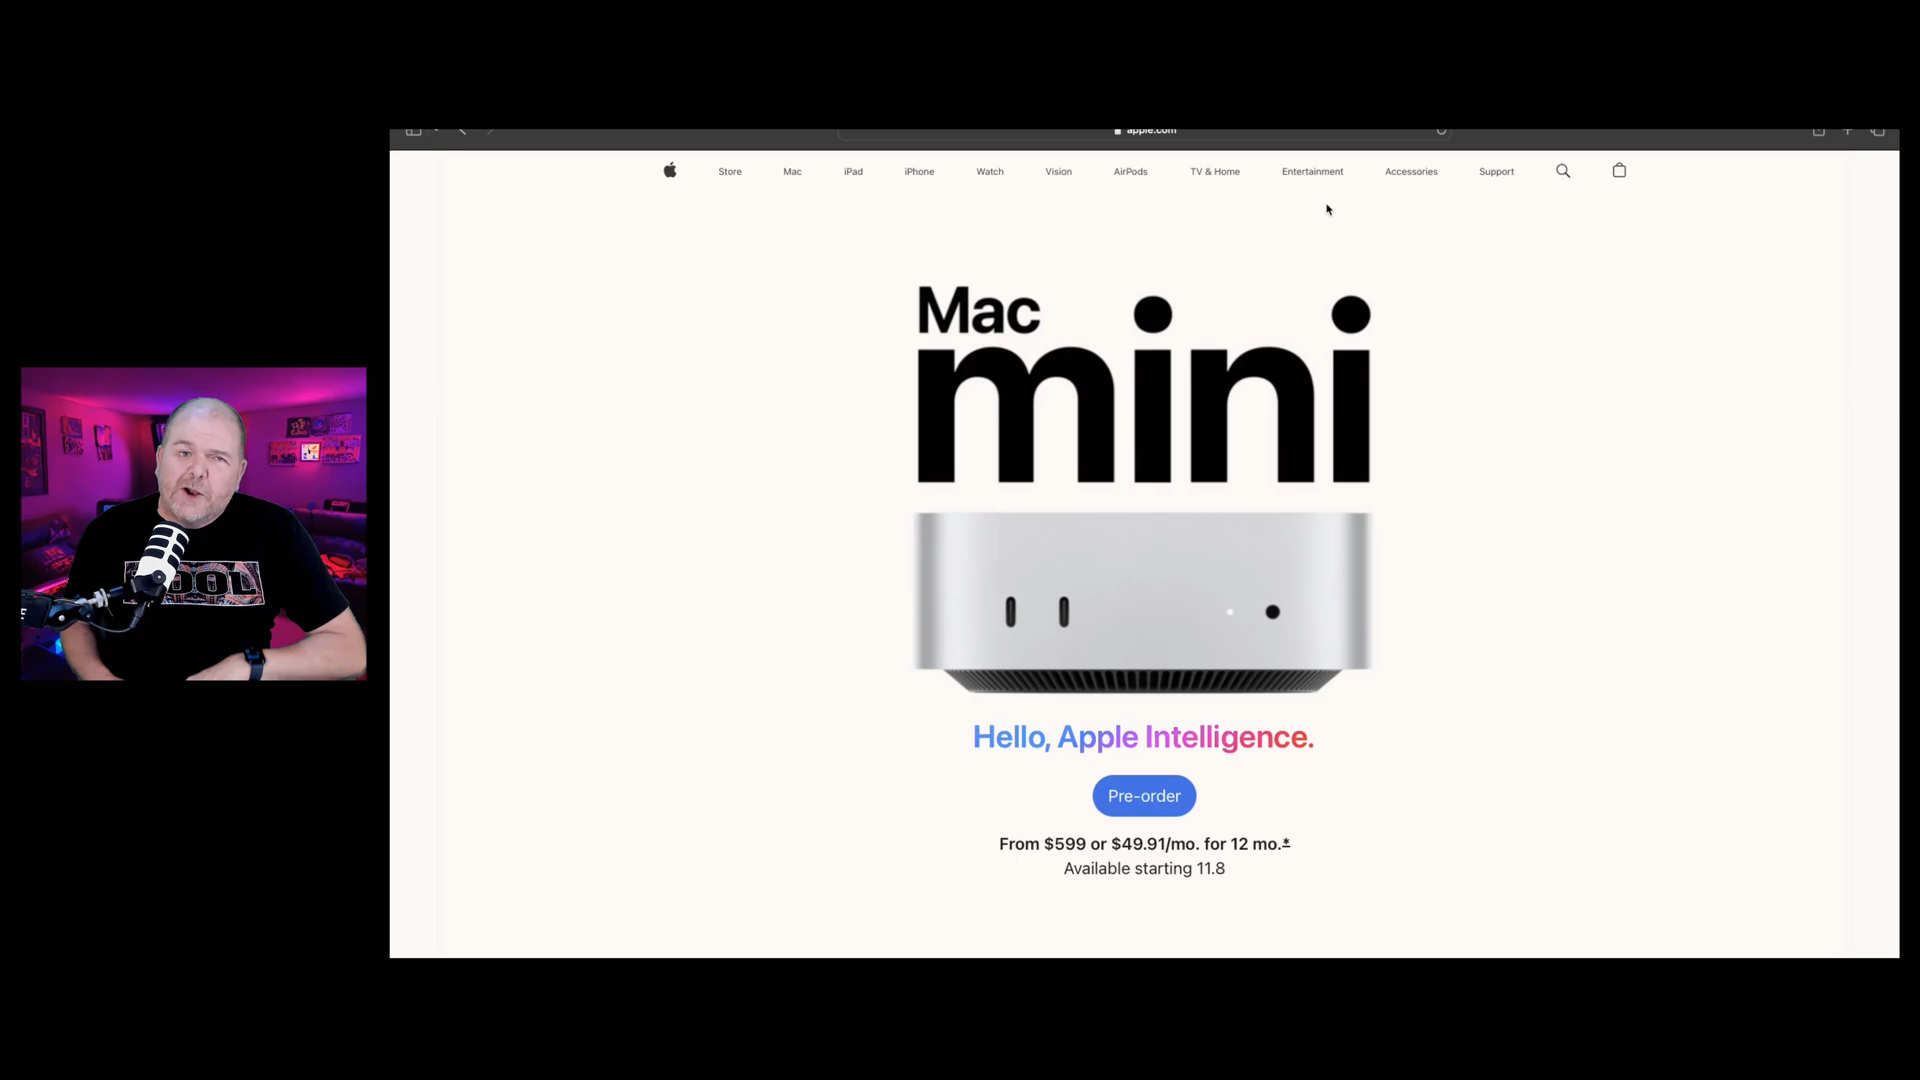 apple.com
Store Mac iPad iPhone Watch Vision AirPods TV & Home Entertainment Accessories Support
Mac
mini
Hello, Apple Intelligence.
Pre-order
From $599 or $49.91/mo. for 12 mo.*
Available starting 11.8